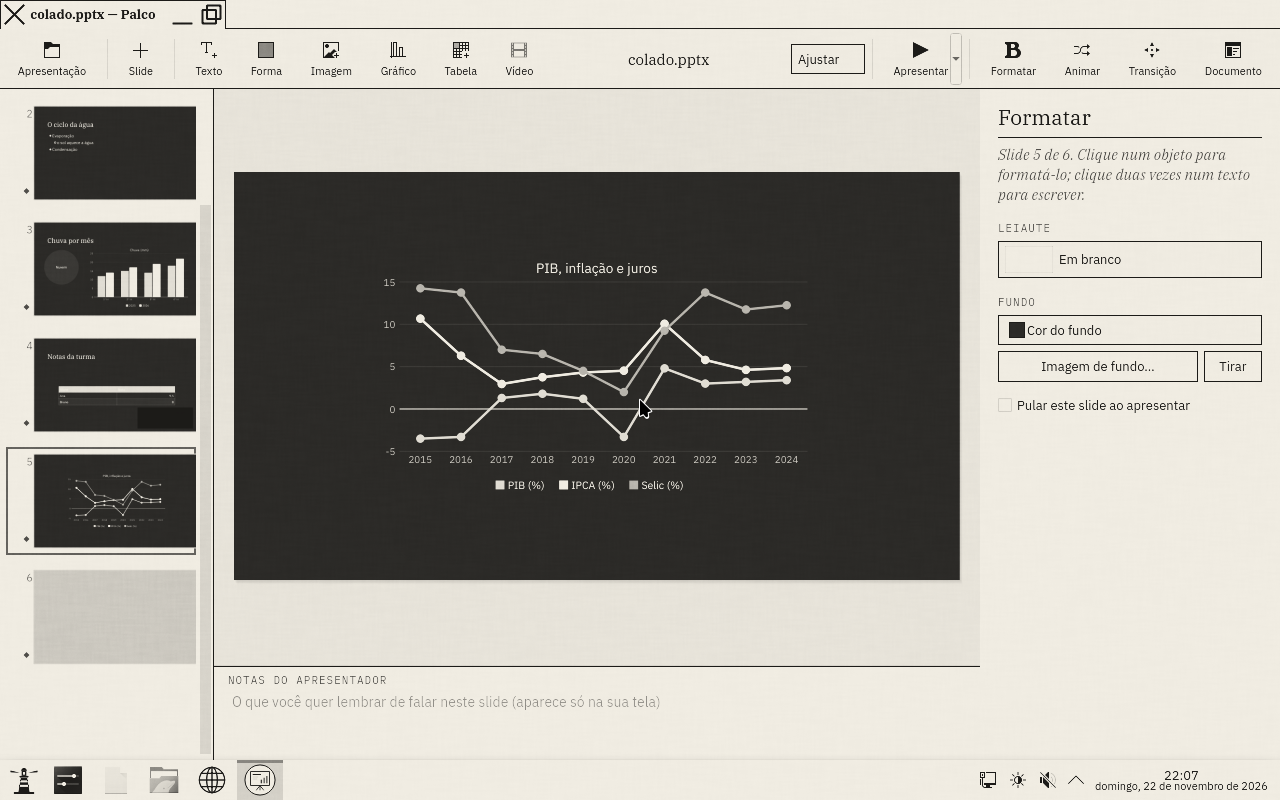 colado.pptx — Palco
Apresentação
Slide
Texto
Forma
Imagem
Gráfico
Tabela
Vídeo
colado.pptx
Ajustar
Apresentar
Formatar
Animar
Transição
Documento
2
O ciclo da água
Evaporação
O sol aquece a água
Condensação
3
Chuva por mês
4
Notas da turma
5
6
PIB, inflação e juros
15
10
5
0
-5
2015 2016 2017 2018 2019 2020 2021 2022 2023 2024
PIB (%) IPCA (%) Selic (%)
NOTAS DO APRESENTADOR
O que você quer lembrar de falar neste slide (aparece só na sua tela)
Formatar
Slide 5 de 6. Clique num objeto para
formatá-lo; clique duas vezes num texto
para escrever.
LEIAUTE
Em branco
FUNDO
Cor do fundo
Imagem de fundo...
Tirar
Pular este slide ao apresentar
22:07
domingo, 22 de novembro de 2026